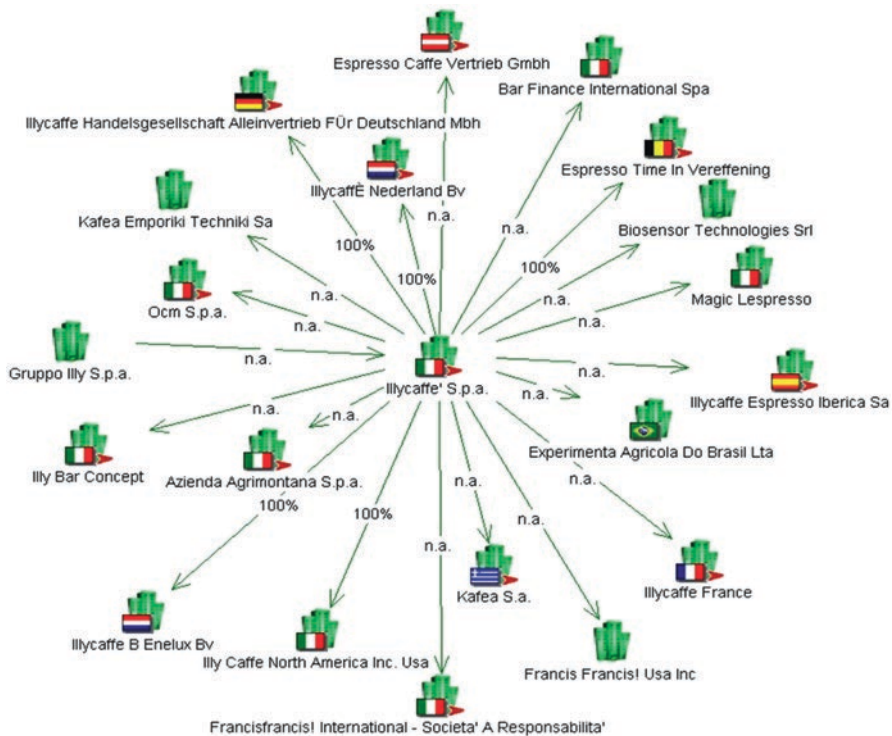 Espresso Caffe Vertrieb Gmbh
Bar Finance International Spa
Illycaffe Handelsgesellschaft Alleinvertrieb FÜr Deutschland Mbh
IllycaffÈ Nederland Bv
Espresso Time In Vereffening
Kafea Emporiki Techniki Sa
n.a.
n.a.
Biosensor Technologies Srl
100%
100%
100%
Ocm S.p.a.
n.a.
n.a.
Magic Lespresso
n.a.
n.a.
Gruppo Illy S.p.a.
n.a.
Illycaffe' S.p.a.
n.a.
n.a.
Illycaffe Espresso Iberica Sa
n.a.
n.a.
Illy Bar Concept
Azienda Agrimontana S.p.a.
Experimenta Agricola Do Brasil Lta
n.a.
n.a.
100%
100%
n.a.
n.a.
Kafea S.a.
Illycaffe France
Illycaffe B Enelux Bv
Illy Caffe North America Inc. Usa
Francis Francis! Usa Inc
Francisfrancis! International - Societa' A Responsabilita'